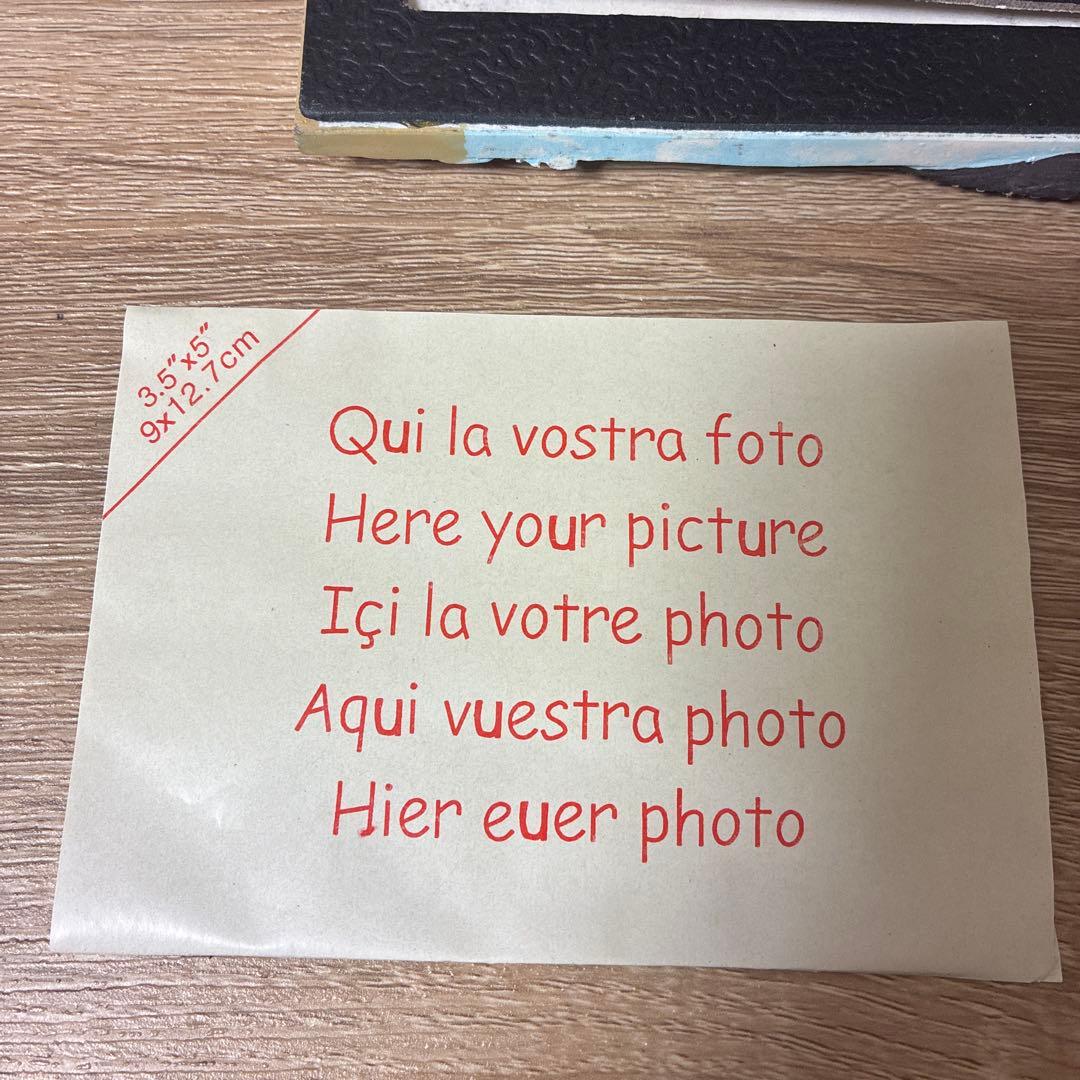 3.5"x5"
9x12.7cm
Qui la vostra foto
Here your picture
Içi la votre photo
Aqui vuestra photo
Hier euer photo